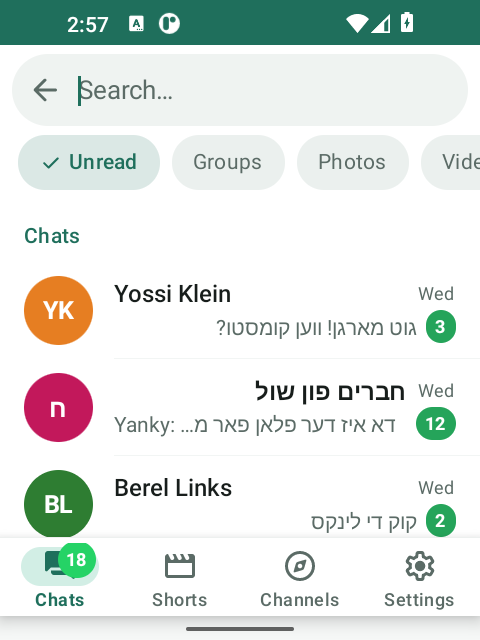 2:57
Search...
Unread
Groups
Photos
Vide
Chats
YK
Yossi Klein
Wed
גוט מארגן! ווען קומסטו?
3
ח
חברים פון שול
Wed
Yanky: דא איז דער פלאן פאר מ...
12
BL
Berel Links
Wed
קוק די לינקס
2
18
Chats
Shorts
Channels
Settings